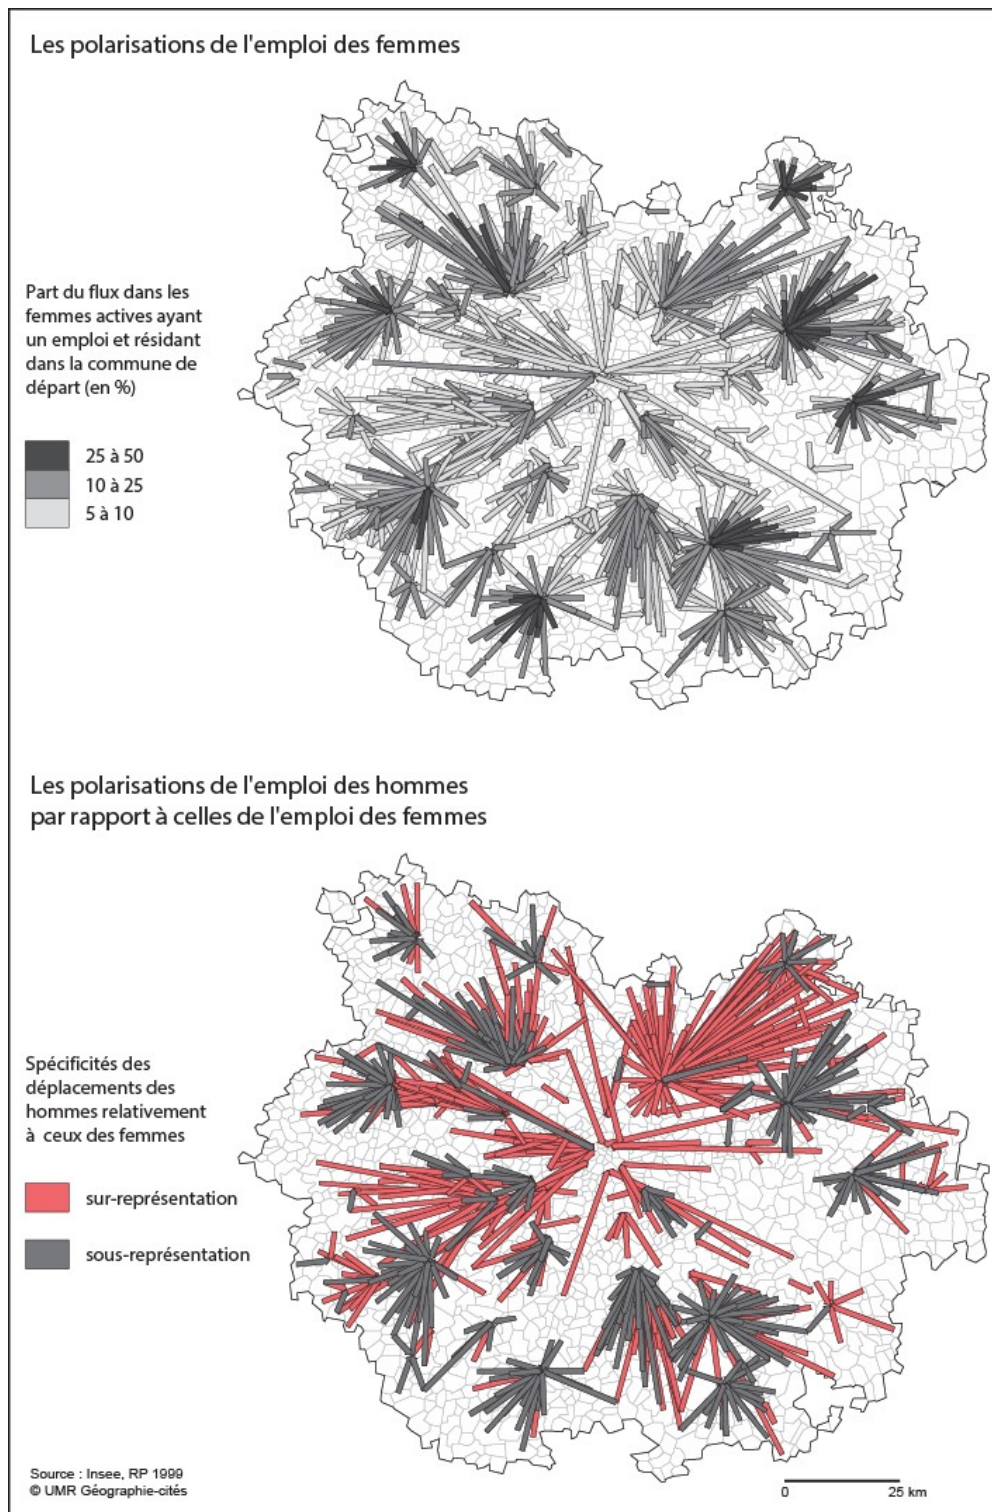 Les polarisations de l'emploi des femmes
Part du flux dans les
femmes actives ayant
un emploi et résidant
dans la commune de
départ (en %)
25 à 50
10 à 25
5 à 10
Les polarisations de l'emploi des hommes
par rapport à celles de l'emploi des femmes
Spécificités des
déplacements des
hommes relativement
à ceux des femmes
sur-représentation
sous-représentation
Source : Insee, RP 1999
© UMR Géographie-cités
0 25 km